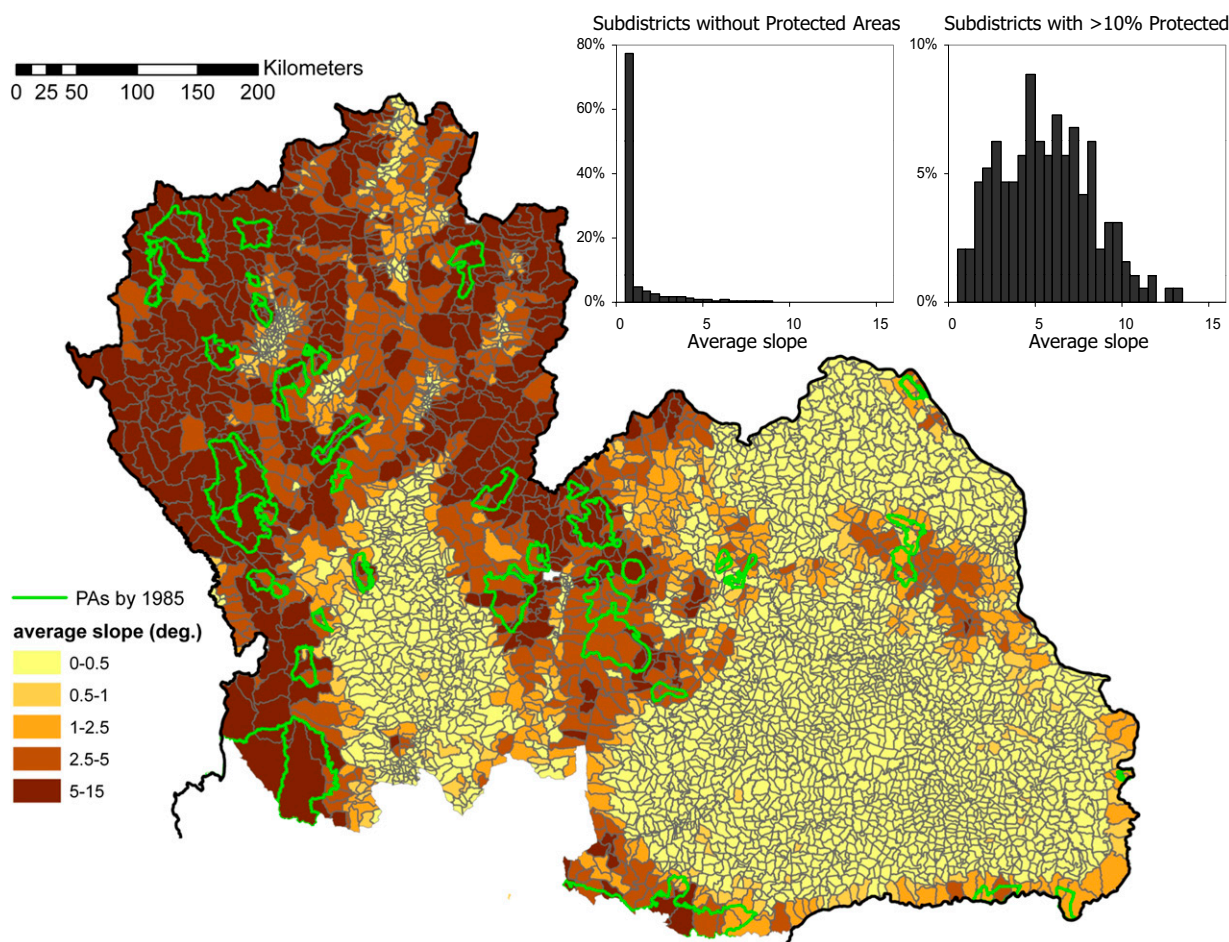 Subdistricts without Protected Areas
80%
60%
40%
20%
0%
0 5 10 15
Average slope
Subdistricts with >10% Protected
10%
5%
0%
0 5 10 15
Average slope
Kilometers
0 25 50 100 150 200
PAs by 1985
average slope (deg.)
0-0.5
0.5-1
1-2.5
2.5-5
5-15